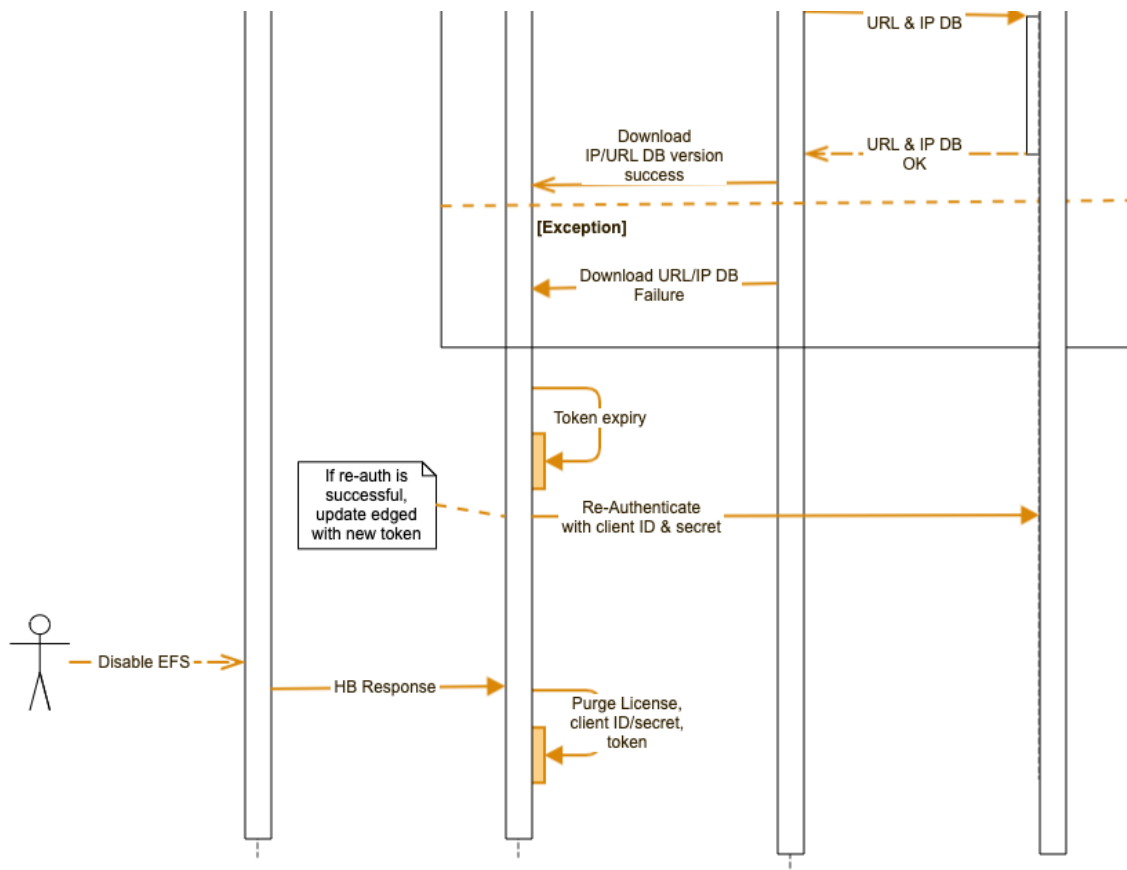 URL & IP DB
URL & IP DB
OK
Download
IP/URL DB version
success
[Exception]
Download URL/IP DB
Failure
Token expiry
If re-auth is
successful,
update edged
with new token
Re-Authenticate
with client ID & secret
Disable EFS
HB Response
Purge License,
client ID/secret,
token